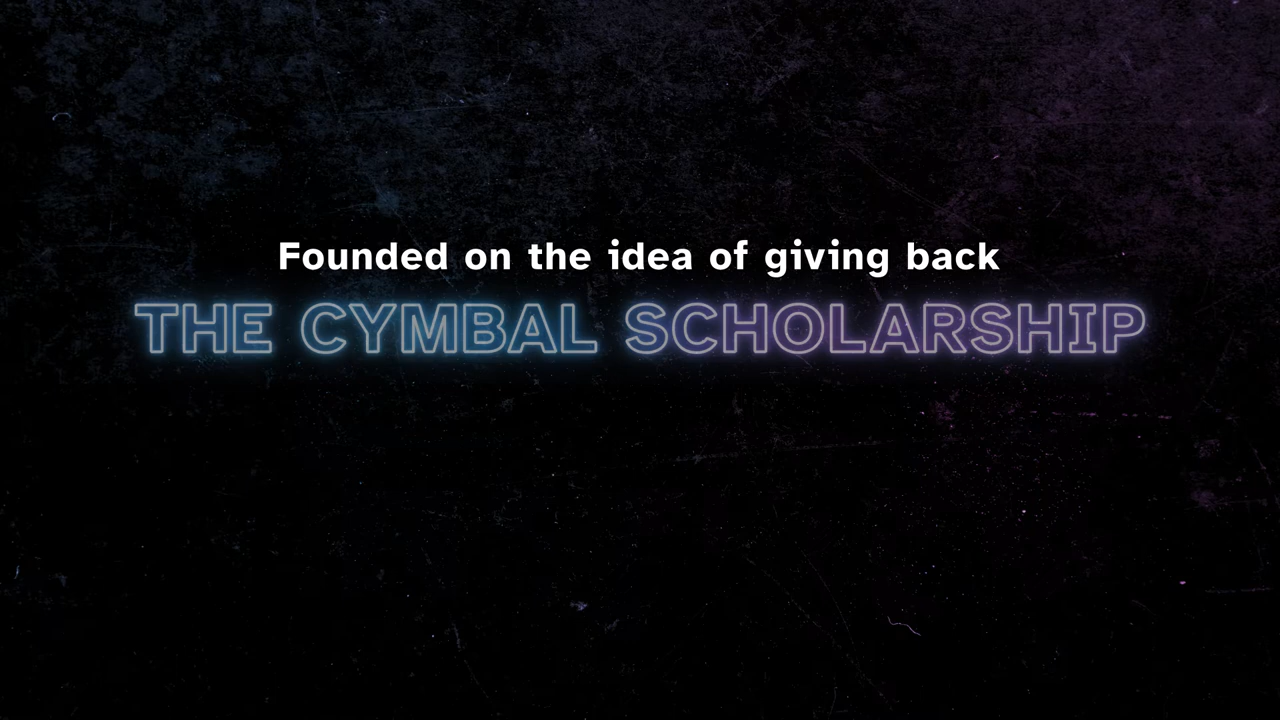 Founded on the idea of giving back
THE CYMBAL SCHOLARSHIP